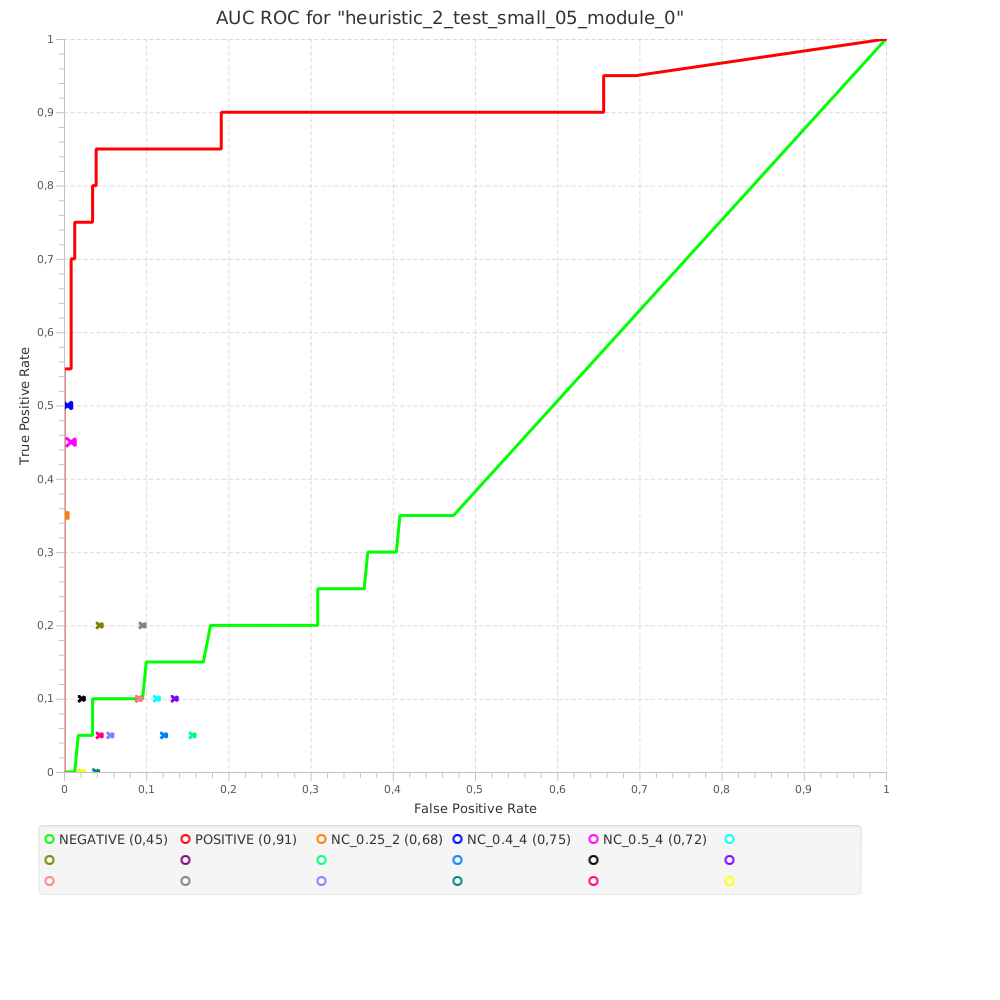 AUC ROC for "heuristic_2_test_small_05_module_0"
1
0,9
0,8
0,7
0,6
0,5
0,4
0,3
0,2
0,1
0
True Positive Rate
0 0,1 0,2 0,3 0,4 0,5 0,6 0,7 0,8 0,9 1
False Positive Rate
NEGATIVE (0,45) POSITIVE (0,91) NC_0.25_2 (0,68) NC_0.4_4 (0,75) NC_0.5_4 (0,72)